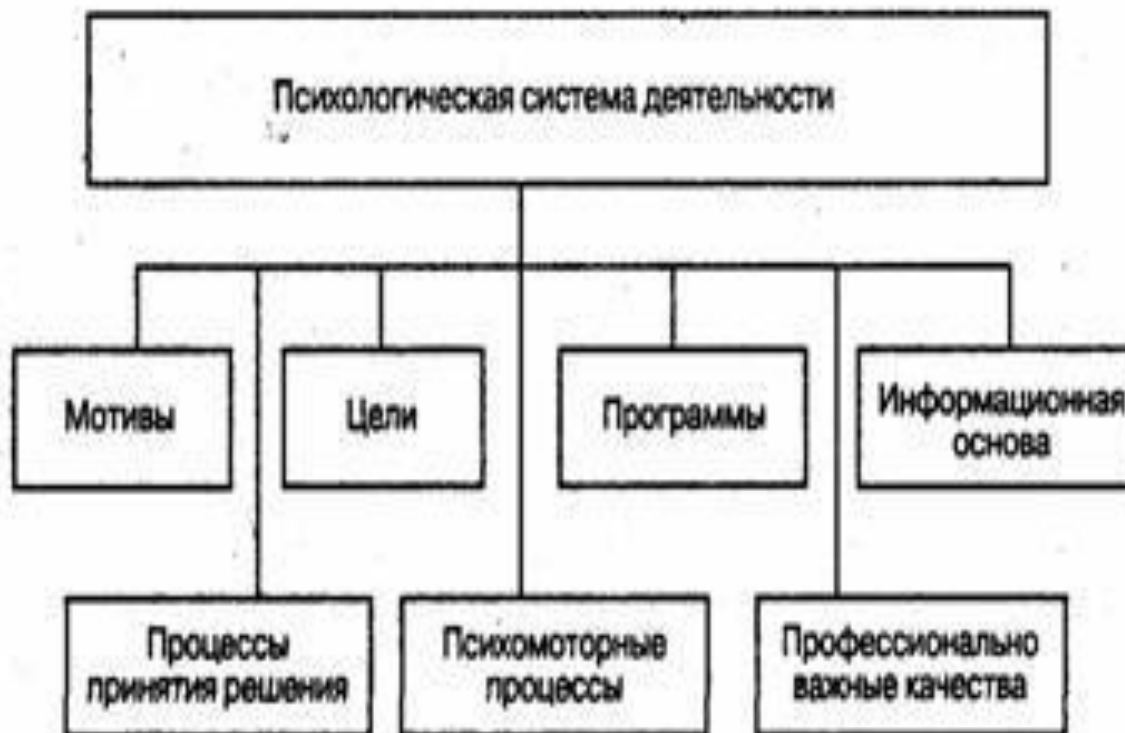 Психологическая система деятельности
Мотивы
Цели
Программы
Информационная
основа
Процессы
принятия решения
Психомоторные
процессы
Профессионально
важные качества